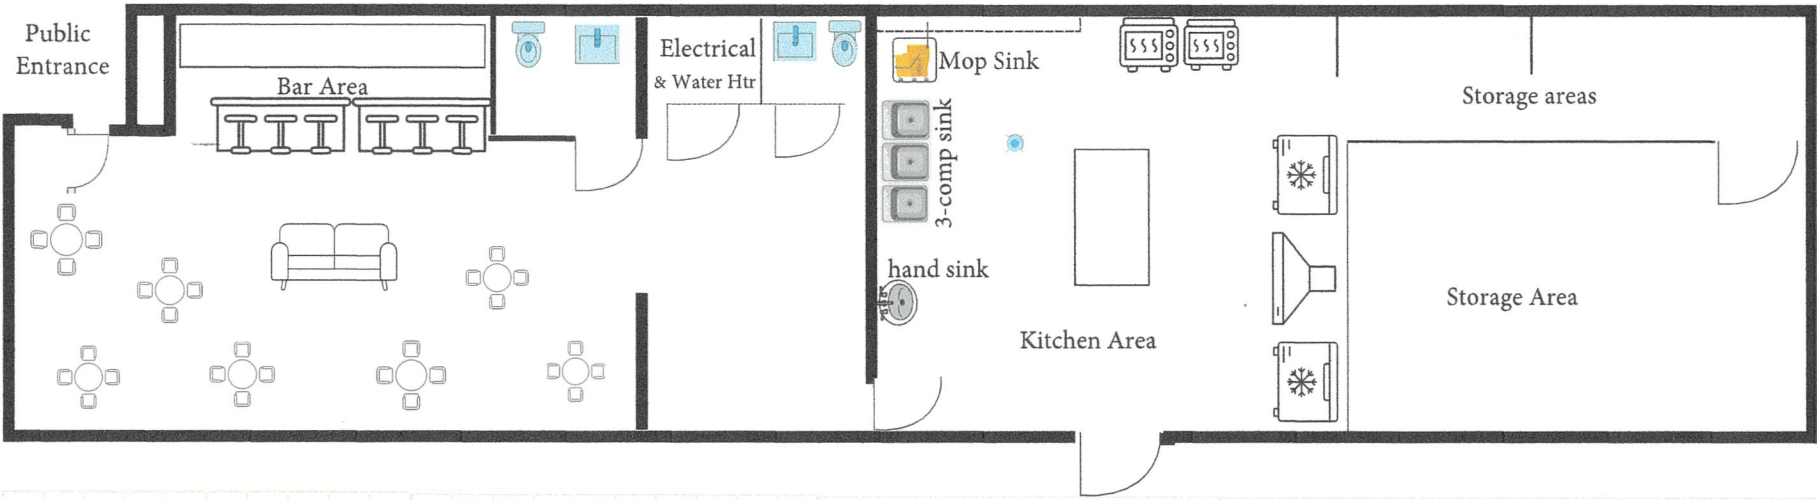 Public
Entrance
Bar Area
Electrical
& Water Htr
Mop Sink
3-comp sink
hand sink
Kitchen Area
Storage areas
Storage Area